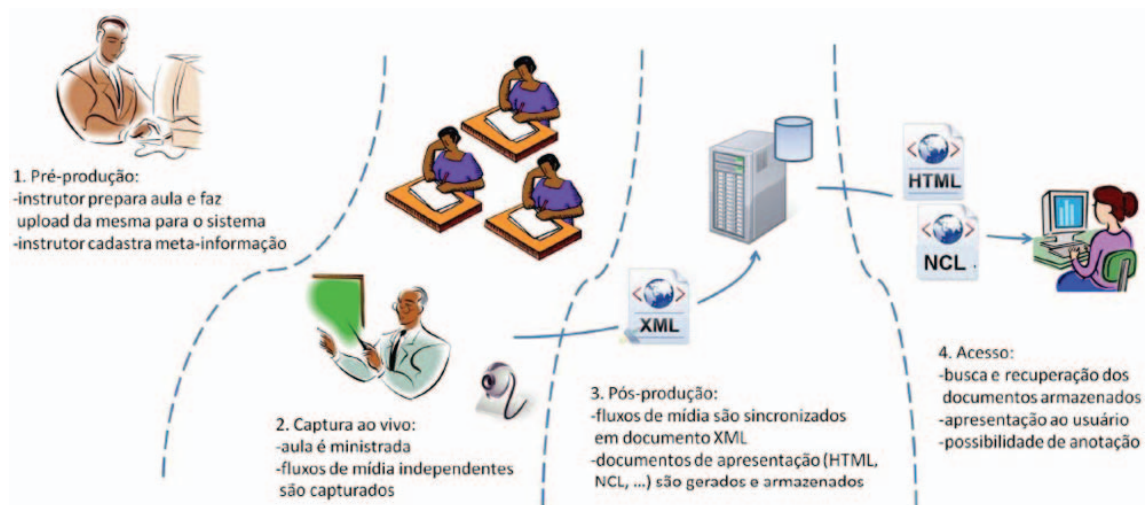 1. Pré-produção:
-instrutor prepara aula e faz
upload da mesma para o sistema
-instrutor cadastra meta-informação
2. Captura ao vivo:
-aula é ministrada
-fluxos de mídia independentes
são capturados
XML
3. Pós-produção:
-fluxos de mídia são sincronizados
em documento XML
-documentos de apresentação (HTML,
NCL, ...) são gerados e armazenados
HTML
NCL
4. Acesso:
-busca e recuperação dos
documentos armazenados
-apresentação ao usuário
-possibilidade de anotação